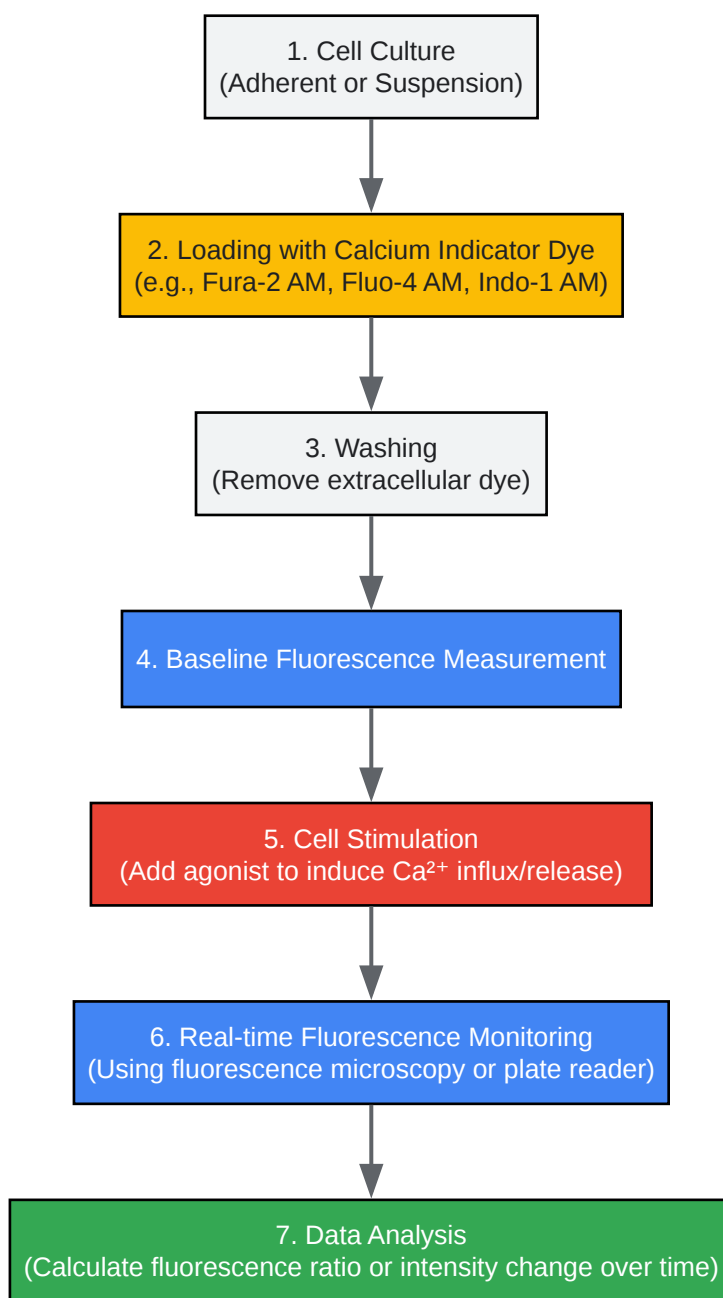 1. Cell Culture
(Adherent or Suspension)
2. Loading with Calcium Indicator Dye
(e.g., Fura-2 AM, Fluo-4 AM, Indo-1 AM)
3. Washing
(Remove extracellular dye)
4. Baseline Fluorescence Measurement
5. Cell Stimulation
(Add agonist to induce Ca²⁺ influx/release)
6. Real-time Fluorescence Monitoring
(Using fluorescence microscopy or plate reader)
7. Data Analysis
(Calculate fluorescence ratio or intensity change over time)